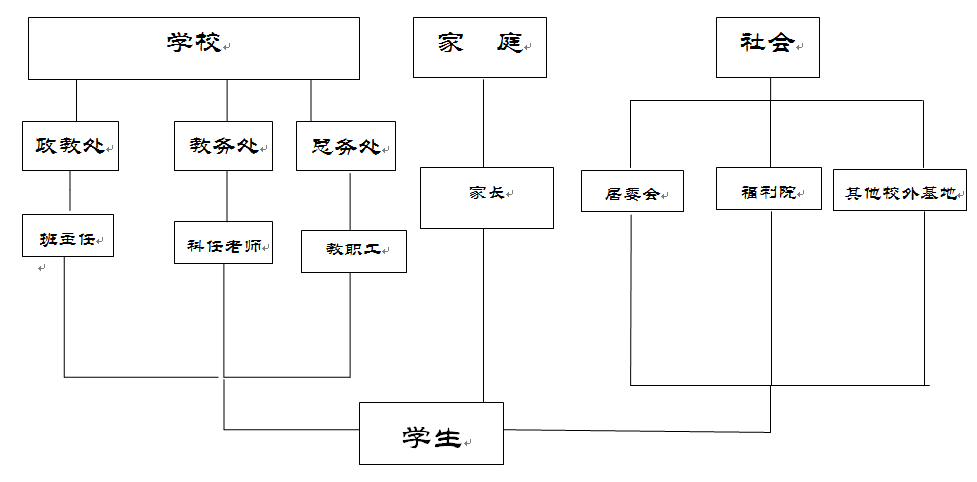 学校
家 庭
社会
政教处
教务处
总务处
家长
居委会
福利院
其他校外基地
班主任
科任老师
教职工
学生